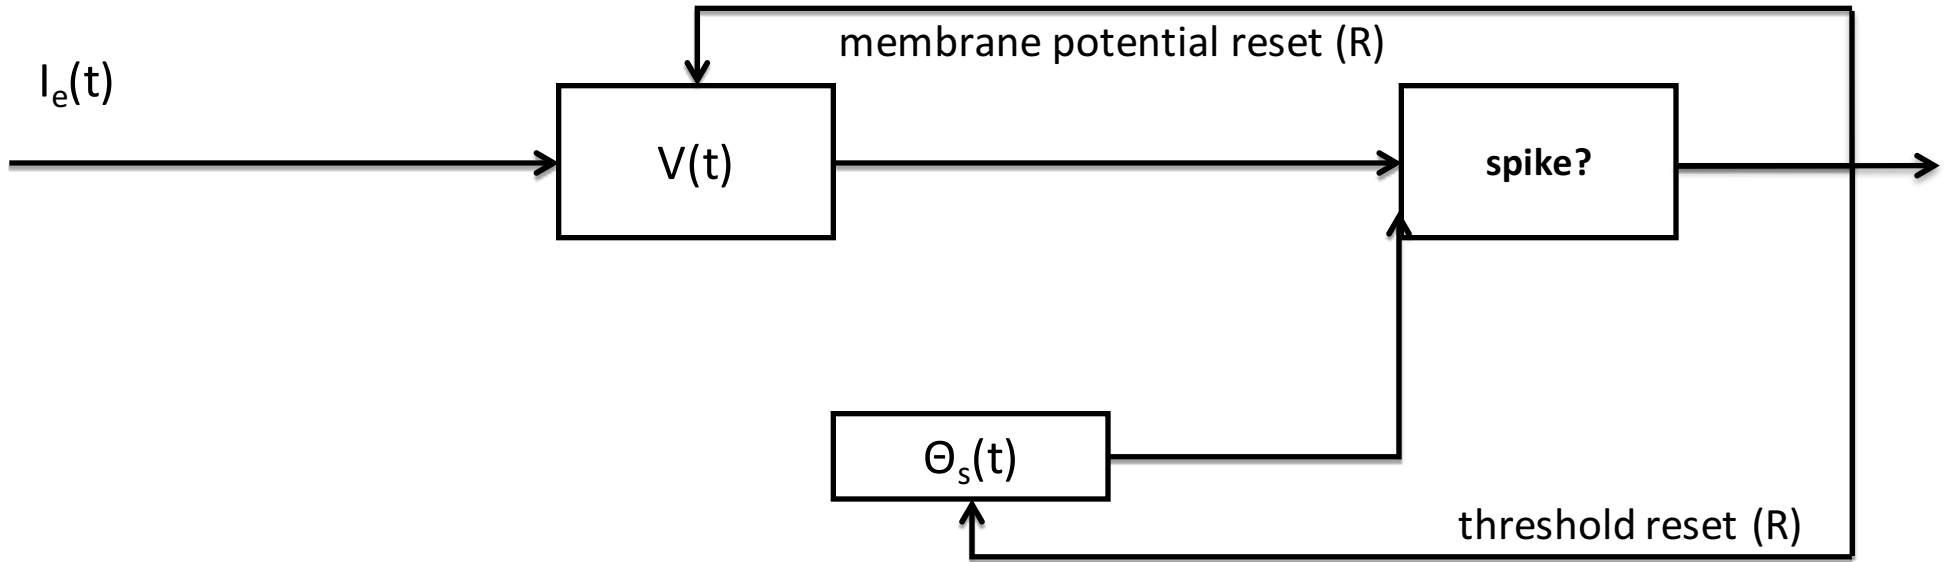 membrane potential reset (R)
Iₑ(t)
V(t)
spike?
Θₛ(t)
threshold reset (R)